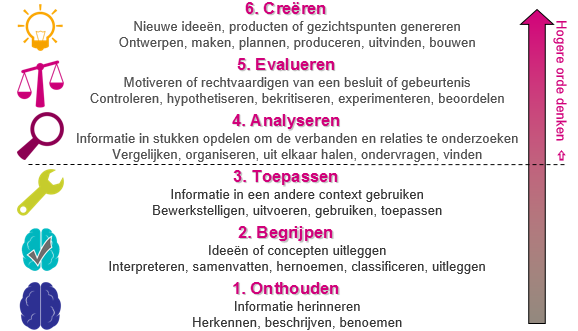 6. Creëren
Nieuwe ideeën, producten of gezichtspunten genereren
Ontwerpen, maken, plannen, produceren, uitvinden, bouwen
5. Evalueren
Motiveren of rechtvaardigen van een besluit of gebeurtenis
Controleren, hypothetiseren, bekritiseren, experimenteren, beoordelen
4. Analyseren
Informatie in stukken opdelen om de verbanden en relaties te onderzoeken
Vergelijken, organiseren, uit elkaar halen, ondervragen, vinden
3. Toepassen
Informatie in een andere context gebruiken
Bewerkstelligen, uitvoeren, gebruiken, toepassen
2. Begrijpen
Ideeën of concepten uitleggen
Interpreteren, samenvatten, hernoemen, classificeren, uitleggen
1. Onthouden
Informatie herinneren
Herkennen, beschrijven, benoemen
Hogere orde denken